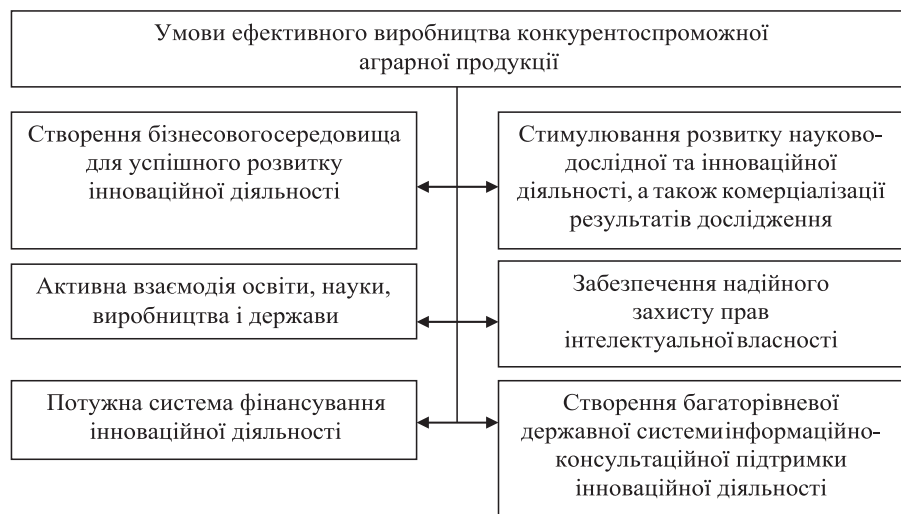 Умови ефективного виробництва конкурентоспроможної
аграрної продукції
Створення бізнесовогосередовища
для успішного розвитку
інноваційної діяльності
Стимулювання розвитку науково-
дослідної та інноваційної
діяльності, а також комерціалізації
результатів дослідження
Активна взаємодія освіти, науки,
виробництва і держави
Забезпечення надійного
захисту прав
інтелектуальноївласності
Потужна система фінансування
інноваційної діяльності
Створення багаторівневої
державної системиінформаційно-
консультаційної підтримки
інноваційної діяльності